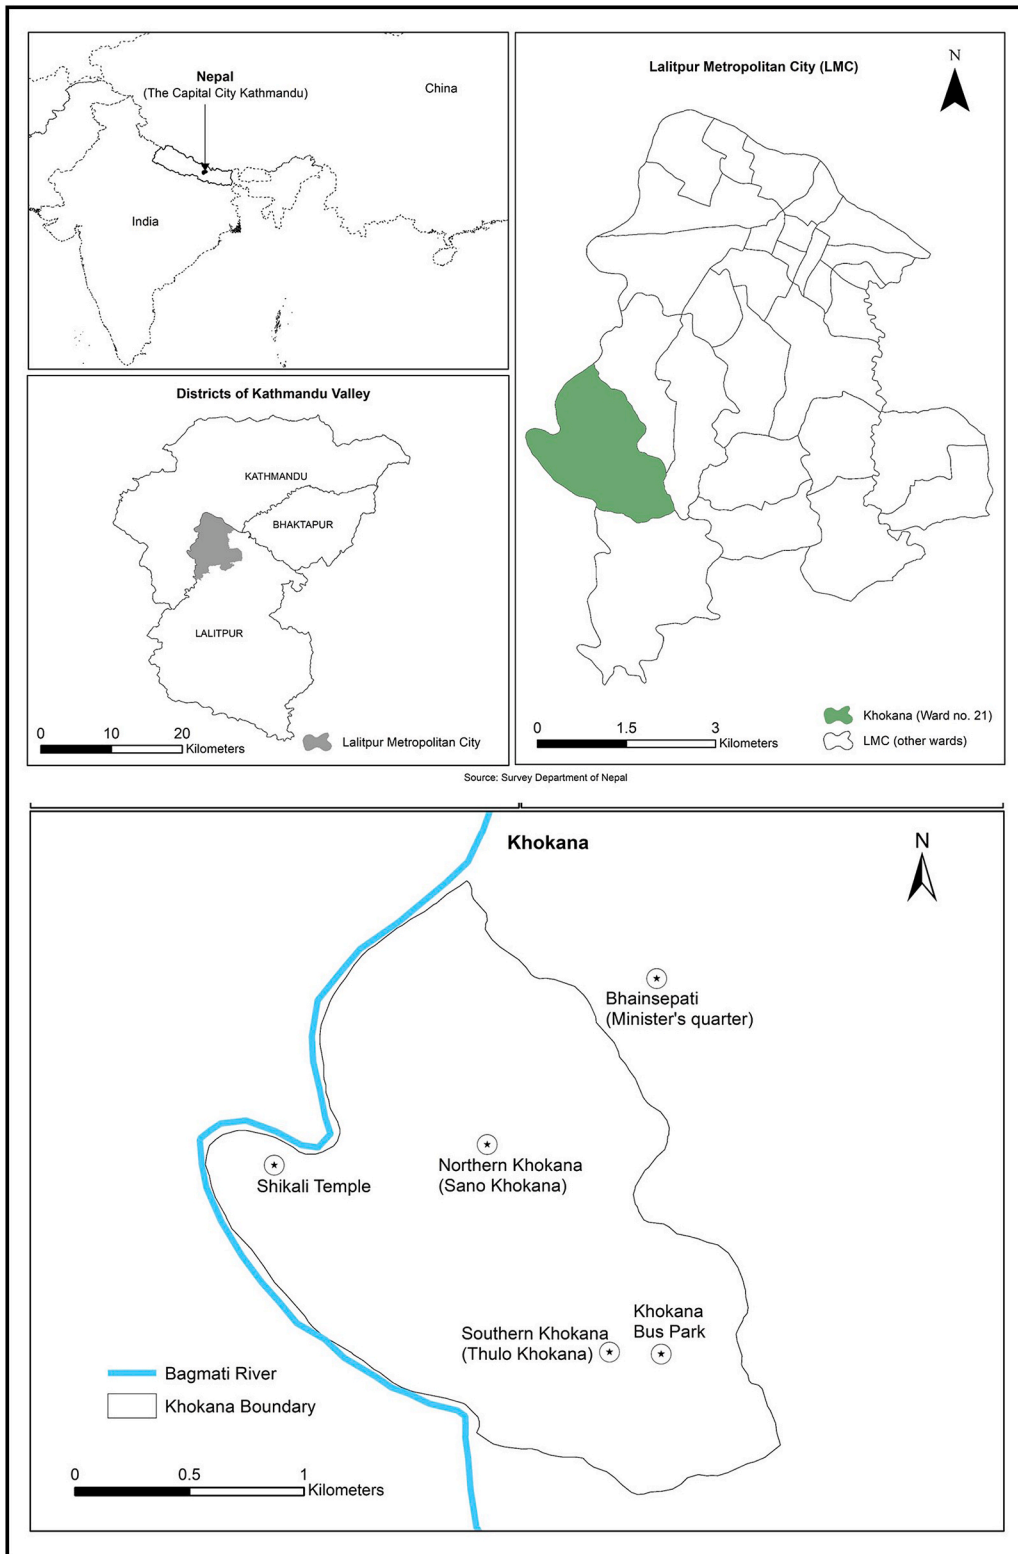 Nepal
(The Capital City Kathmandu)
China
India
Lalitpur Metropolitan City (LMC)
N
Khokana (Ward no. 21)
LMC (other wards)
0 1.5 3
Kilometers
Districts of Kathmandu Valley
KATHMANDU
BHAKTAPUR
LALITPUR
0 10 20
Kilometers
Lalitpur Metropolitan City
Source: Survey Department of Nepal
Khokana
N
Bhainsepati
(Minister's quarter)
Northern Khokana
(Sano Khokana)
Shikali Temple
Khokana
Bus Park
Southern Khokana
(Thulo Khokana)
Bagmati River
Khokana Boundary
0 0.5 1
Kilometers